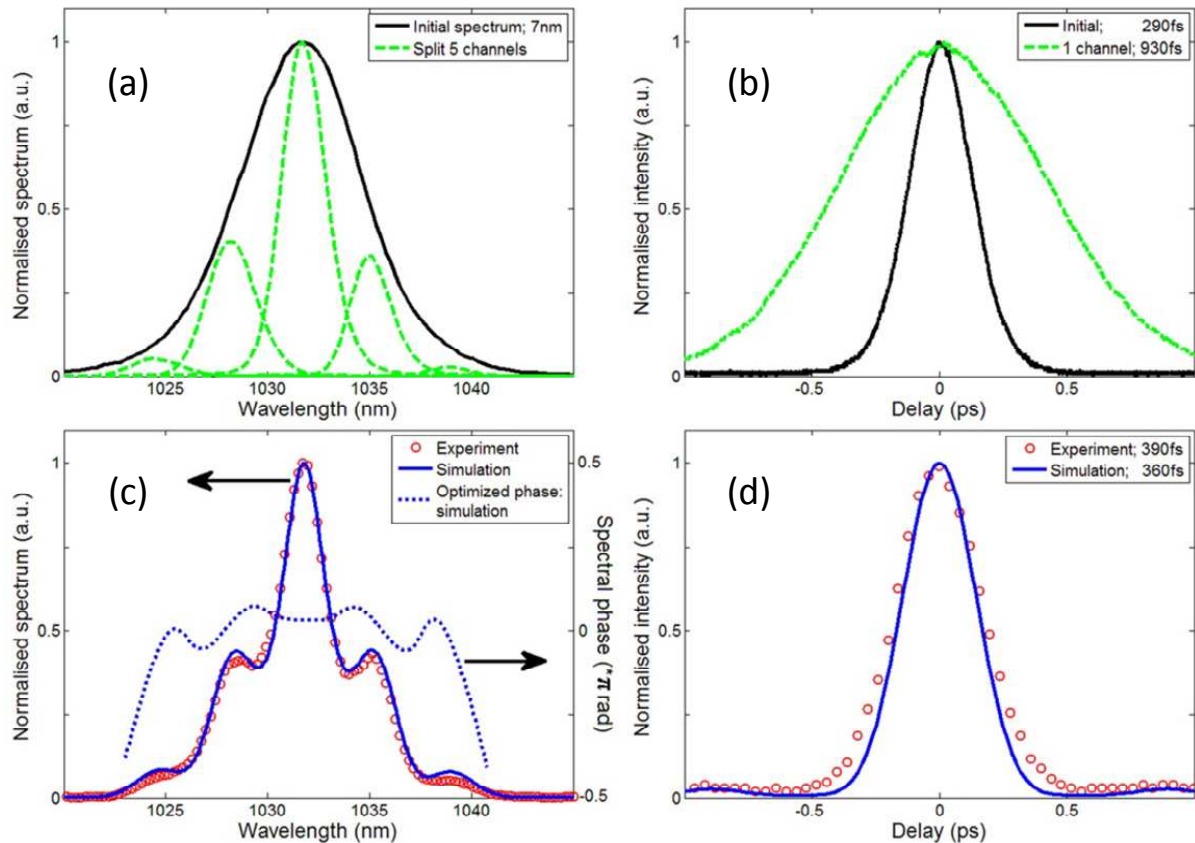 (a)
Initial spectrum; 7nm
Split 5 channels
Normalised spectrum (a.u.)
1
0.5
0
1025 1030 1035 1040
Wavelength (nm)
(b)
Initial; 290fs
1 channel; 930ps
Normalised intensity (a.u.)
1
0.5
0
-0.5 0 0.5
Delay (ps)
(c)
Experiment
Simulation
Optimized phase:
simulation
Normalised spectrum (a.u.)
1
0.5
0
1025 1030 1035 1040
Wavelength (nm)
0.5
0
-0.5
Spectral phase (*π rad)
(d)
Experiment; 390fs
Simulation; 360fs
Normalised intensity (a.u.)
1
0.5
0
-0.5 0 0.5
Delay (ps)